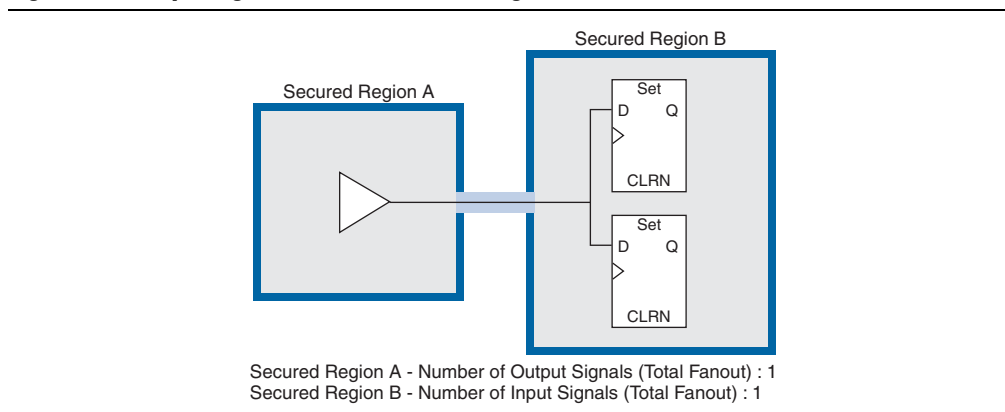 Secured Region B
Secured Region A
Set
D Q
CLRN
Set
D Q
CLRN
Secured Region A - Number of Output Signals (Total Fanout) : 1
Secured Region B - Number of Input Signals (Total Fanout) : 1